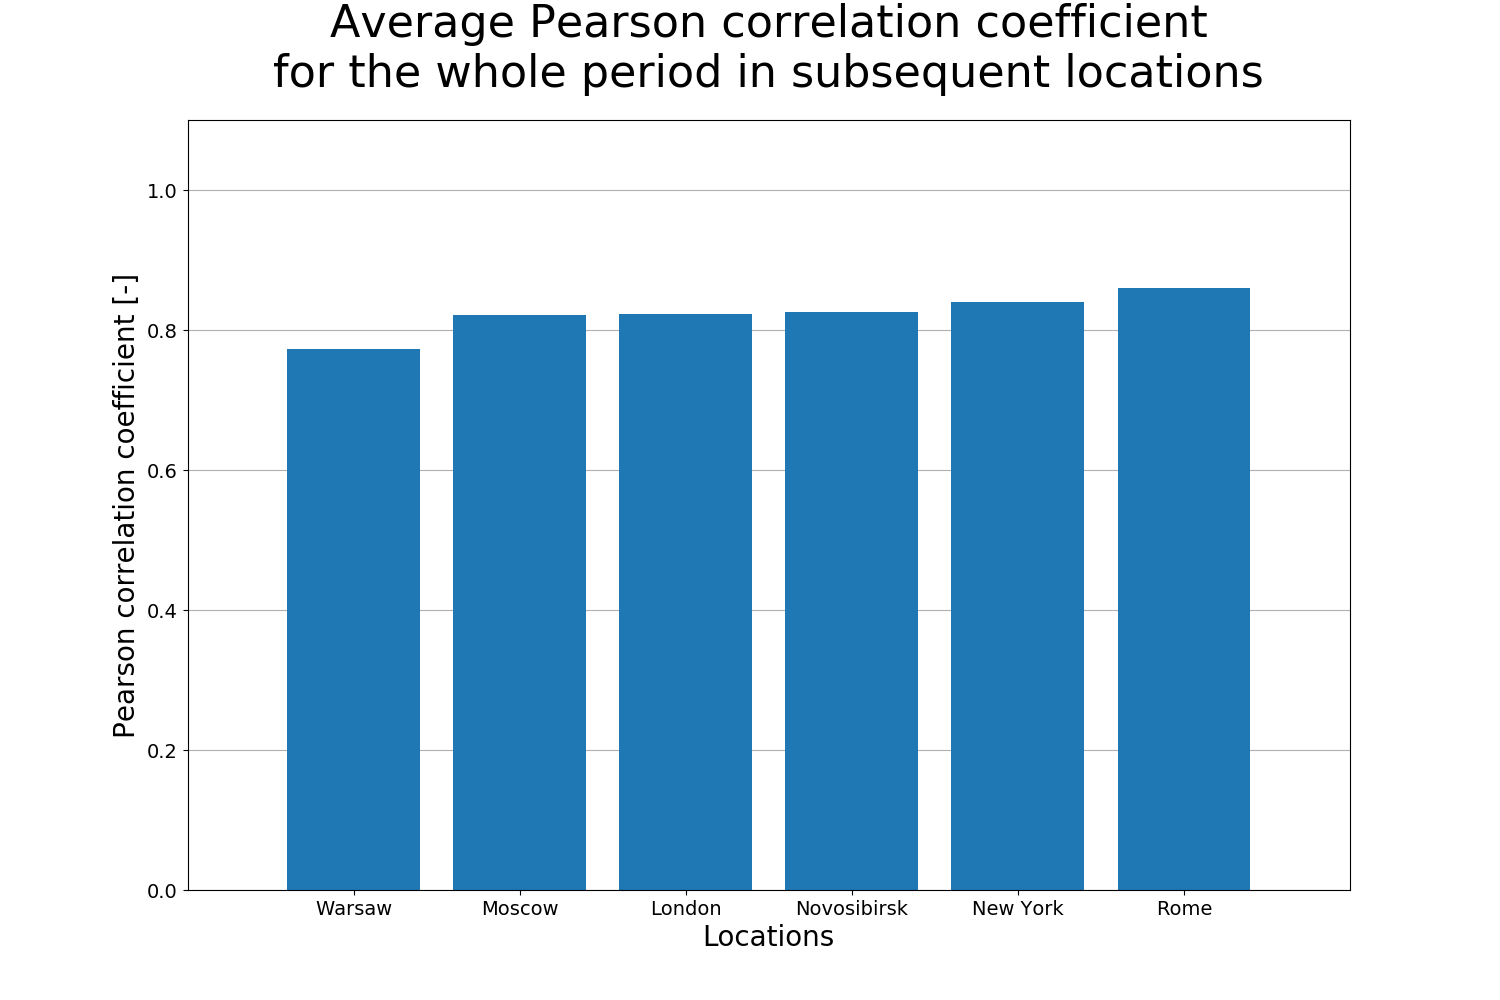 Average Pearson correlation coefficient
for the whole period in subsequent locations
Pearson correlation coefficient [-]
1.0
0.8
0.6
0.4
0.2
0.0
Warsaw Moscow London Novosibirsk New York Rome
Locations